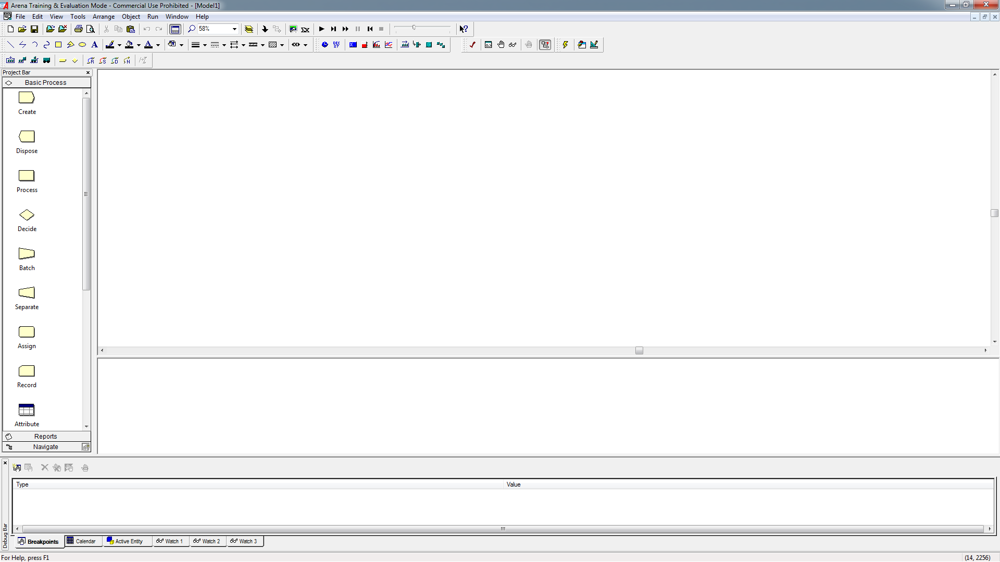 Arena Training & Evaluation Mode - Commercial Use Prohibited - [Model1]
File Edit View Tools Arrange Object Run Window Help
58%
Project Bar
Basic Process
Create
Dispose
Process
Decide
Batch
Separate
Assign
Record
Attribute
Reports
Navigate
Type Value
Debug Bar
Breakpoints Calendar Active Entity Watch 1 Watch 2 Watch 3
For Help, press F1 (14, 2256)